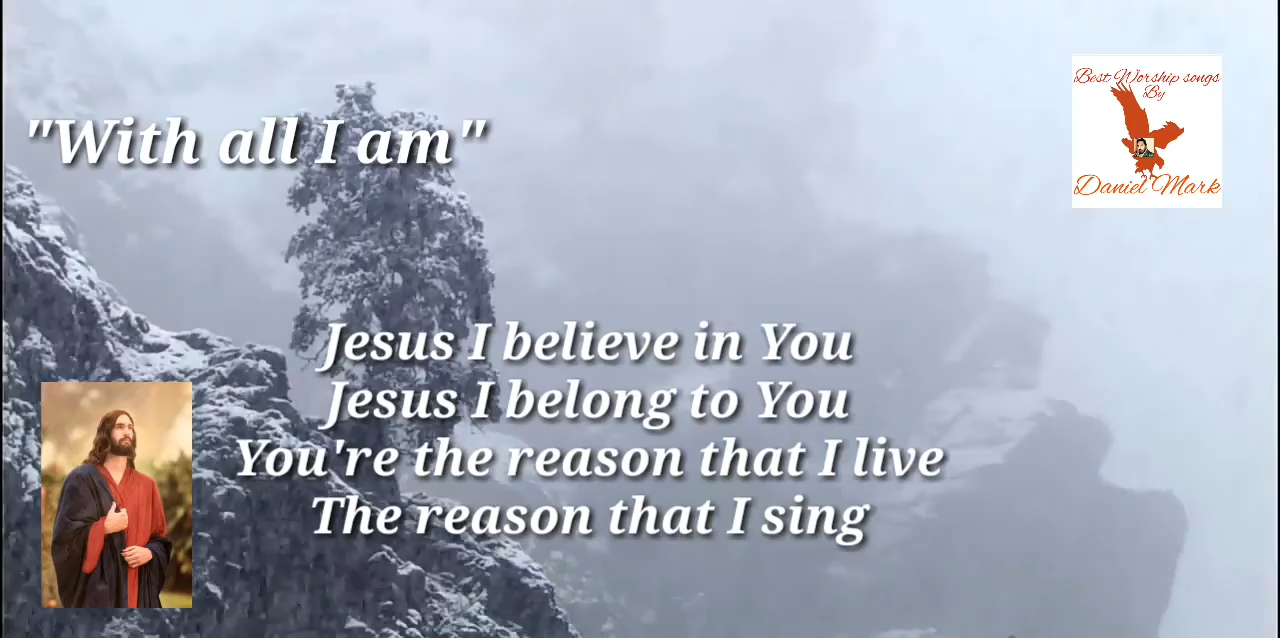 "With all I am"
Best Worship songs
By
Daniel Mark
Jesus I believe in You
Jesus I belong to You
You're the reason that I live
The reason that I sing